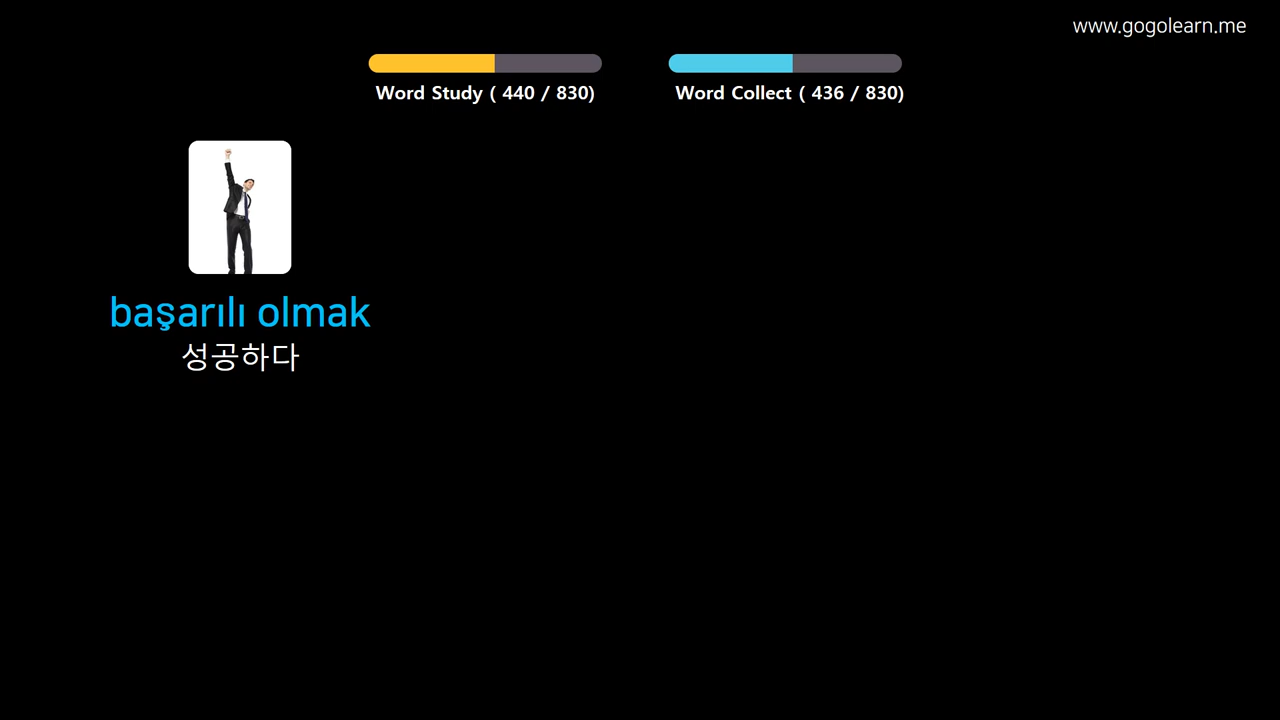 www.gogolearn.me
Word Study ( 440 / 830)
Word Collect ( 436 / 830)
başarılı olmak
성공하다